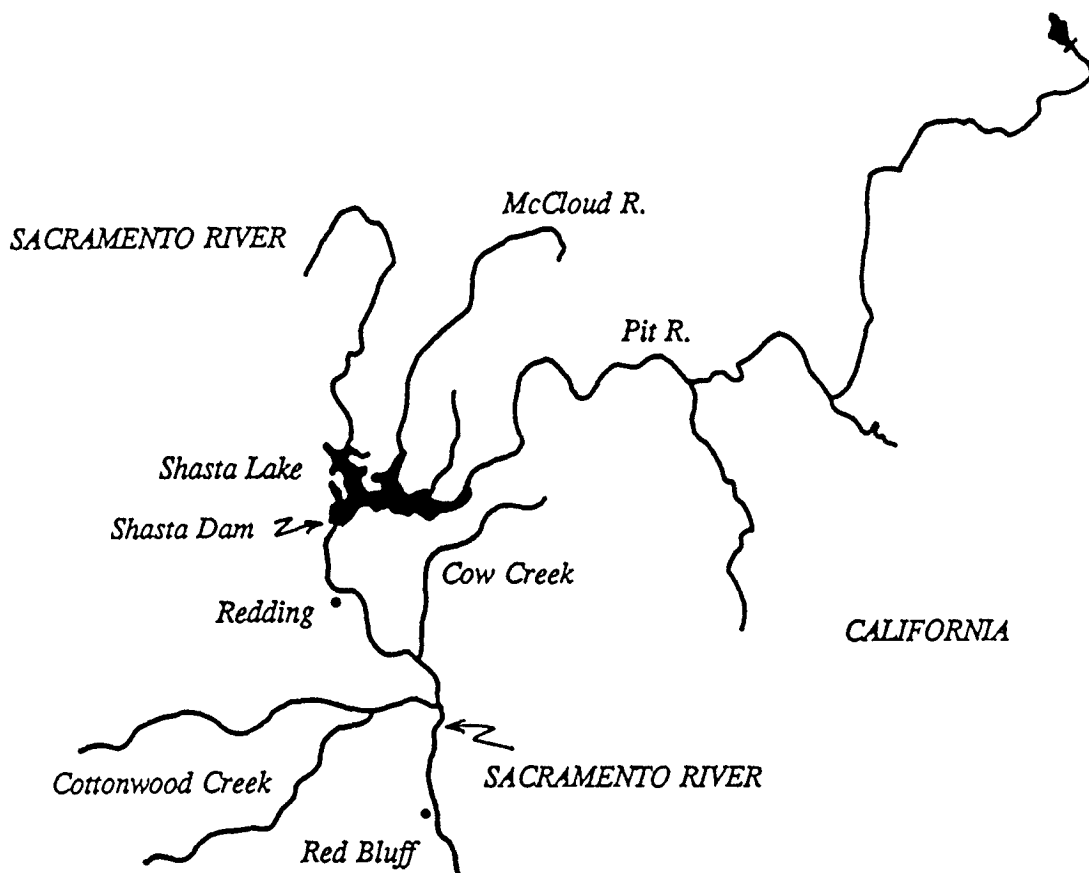 McCloud R.
SACRAMENTO RIVER
Pit R.
Shasta Lake
Shasta Dam
Cow Creek
Redding
CALIFORNIA
Cottonwood Creek
SACRAMENTO RIVER
Red Bluff